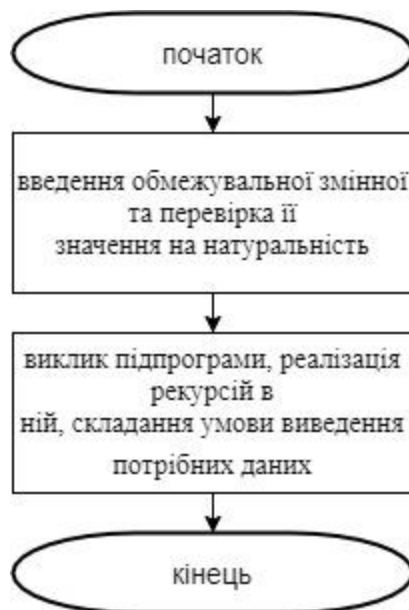 початок
введення обмежувальної змінної
та перевірка її
значення на натуральність
виклик підпрограми, реалізація
рекурсій в
ній, складання умови виведення
потрібних даних
кінець